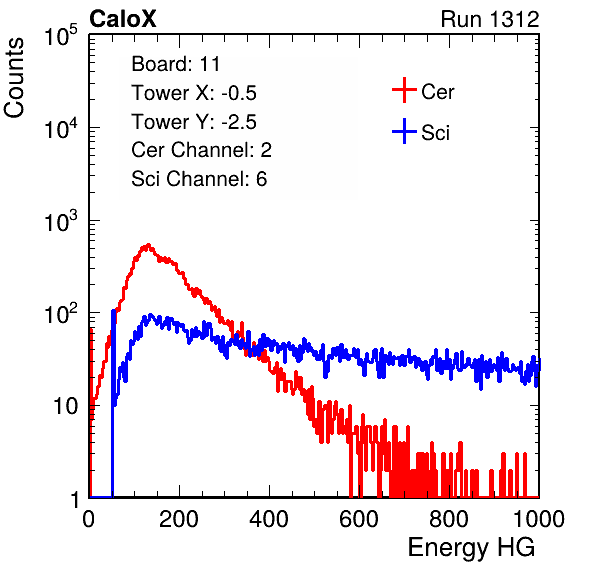 CaloX Run 1312
Counts
10^5
10^4
10^3
10^2
10
1
Board: 11
Tower X: -0.5
Tower Y: -2.5
Cer Channel: 2
Sci Channel: 6
Cer
Sci
0 200 400 600 800 1000
Energy HG